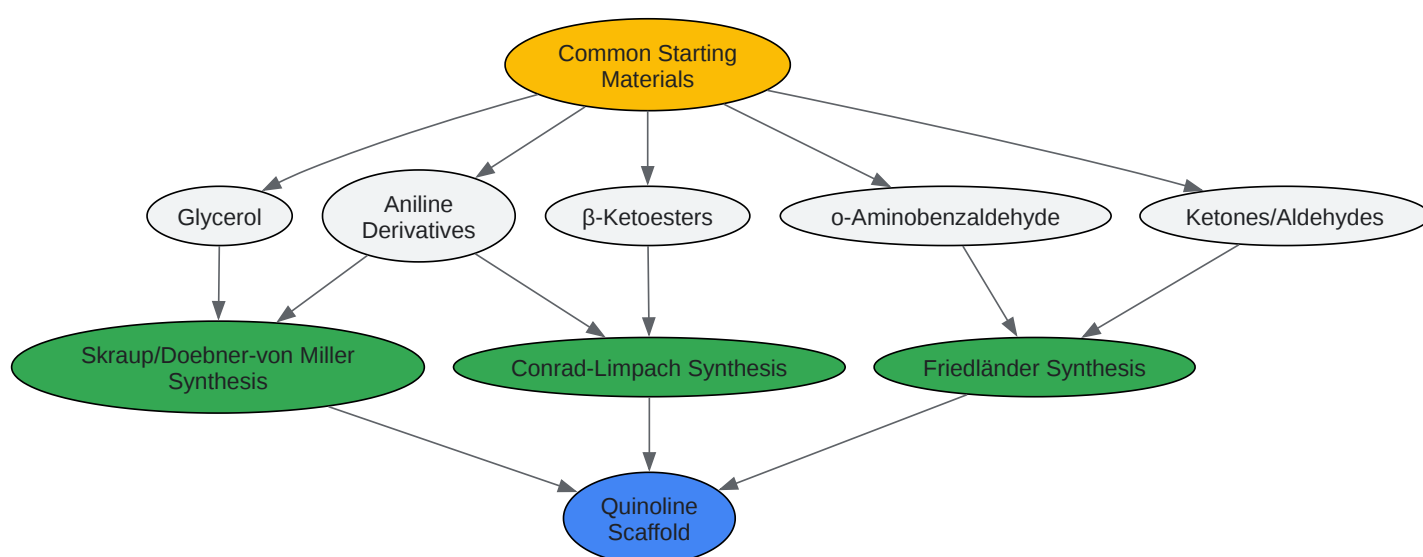 Common Starting
Materials
Glycerol
Aniline
Derivatives
β-Ketoesters
o-Aminobenzaldehyde
Ketones/Aldehydes
Skraup/Doebner-von Miller
Synthesis
Conrad-Limpach Synthesis
Friedländer Synthesis
Quinoline
Scaffold